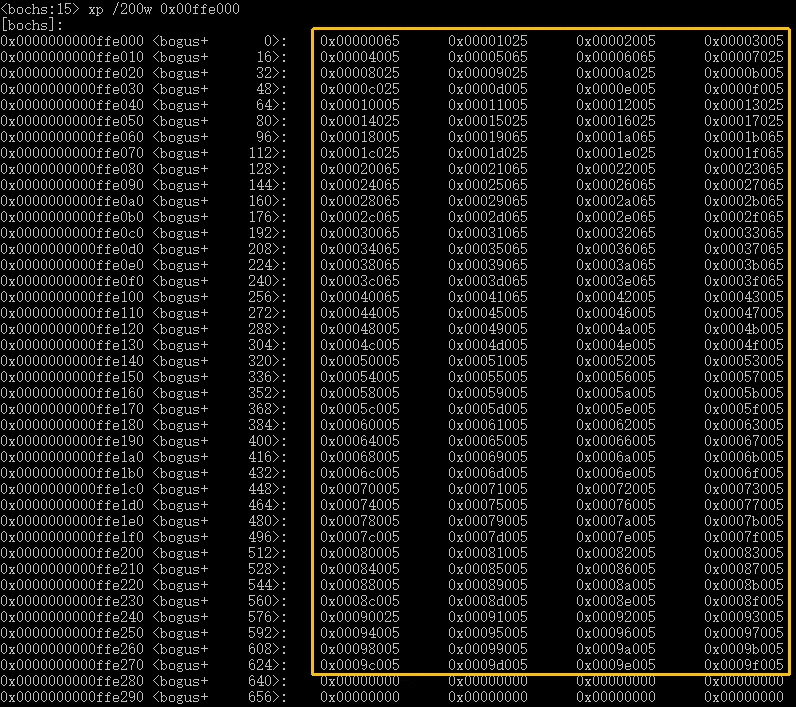 <bochs:15> xp /200w 0x00ffe000
[bochs]:
0x0000000000ffe000 <bogus+       0>:    0x00000065      0x00001025      0x00002005      0x00003005
0x0000000000ffe010 <bogus+      16>:    0x00004005      0x00005065      0x00006065      0x00007025
0x0000000000ffe020 <bogus+      32>:    0x00008025      0x00009025      0x0000a025      0x0000b005
0x0000000000ffe030 <bogus+      48>:    0x0000c025      0x0000d005      0x0000e005      0x0000f005
0x0000000000ffe040 <bogus+      64>:    0x00010005      0x00011005      0x00012005      0x00013025
0x0000000000ffe050 <bogus+      80>:    0x00014025      0x00015025      0x00016025      0x00017025
0x0000000000ffe060 <bogus+      96>:    0x00018005      0x00019065      0x0001a065      0x0001b065
0x0000000000ffe070 <bogus+     112>:    0x0001c025      0x0001d025      0x0001e025      0x0001f065
0x0000000000ffe080 <bogus+     128>:    0x00020065      0x00021065      0x00022005      0x00023065
0x0000000000ffe090 <bogus+     144>:    0x00024065      0x00025065      0x00026065      0x00027065
0x0000000000ffe0a0 <bogus+     160>:    0x00028065      0x00029065      0x0002a065      0x0002b065
0x0000000000ffe0b0 <bogus+     176>:    0x0002c065      0x0002d065      0x0002e065      0x0002f065
0x0000000000ffe0c0 <bogus+     192>:    0x00030065      0x00031065      0x00032065      0x00033065
0x0000000000ffe0d0 <bogus+     208>:    0x00034065      0x00035065      0x00036065      0x00037065
0x0000000000ffe0e0 <bogus+     224>:    0x00038065      0x00039065      0x0003a065      0x0003b065
0x0000000000ffe0f0 <bogus+     240>:    0x0003c065      0x0003d065      0x0003e065      0x0003f065
0x0000000000ffe100 <bogus+     256>:    0x00040065      0x00041065      0x00042005      0x00043005
0x0000000000ffe110 <bogus+     272>:    0x00044005      0x00045005      0x00046005      0x00047005
0x0000000000ffe120 <bogus+     288>:    0x00048005      0x00049005      0x0004a005      0x0004b005
0x0000000000ffe130 <bogus+     304>:    0x0004c005      0x0004d005      0x0004e005      0x0004f005
0x0000000000ffe140 <bogus+     320>:    0x00050005      0x00051005      0x00052005      0x00053005
0x0000000000ffe150 <bogus+     336>:    0x00054005      0x00055005      0x00056005      0x00057005
0x0000000000ffe160 <bogus+     352>:    0x00058005      0x00059005      0x0005a005      0x0005b005
0x0000000000ffe170 <bogus+     368>:    0x0005c005      0x0005d005      0x0005e005      0x0005f005
0x0000000000ffe180 <bogus+     384>:    0x00060005      0x00061005      0x00062005      0x00063005
0x0000000000ffe190 <bogus+     400>:    0x00064005      0x00065005      0x00066005      0x00067005
0x0000000000ffe1a0 <bogus+     416>:    0x00068005      0x00069005      0x0006a005      0x0006b005
0x0000000000ffe1b0 <bogus+     432>:    0x0006c005      0x0006d005      0x0006e005      0x0006f005
0x0000000000ffe1c0 <bogus+     448>:    0x00070005      0x00071005      0x00072005      0x00073005
0x0000000000ffe1d0 <bogus+     464>:    0x00074005      0x00075005      0x00076005      0x00077005
0x0000000000ffe1e0 <bogus+     480>:    0x00078005      0x00079005      0x0007a005      0x0007b005
0x0000000000ffe1f0 <bogus+     496>:    0x0007c005      0x0007d005      0x0007e005      0x0007f005
0x0000000000ffe200 <bogus+     512>:    0x00080005      0x00081005      0x00082005      0x00083005
0x0000000000ffe210 <bogus+     528>:    0x00084005      0x00085005      0x00086005      0x00087005
0x0000000000ffe220 <bogus+     544>:    0x00088005      0x00089005      0x0008a005      0x0008b005
0x0000000000ffe230 <bogus+     560>:    0x0008c005      0x0008d005      0x0008e005      0x0008f005
0x0000000000ffe240 <bogus+     576>:    0x00090025      0x00091005      0x00092005      0x00093005
0x0000000000ffe250 <bogus+     592>:    0x00094005      0x00095005      0x00096005      0x00097005
0x0000000000ffe260 <bogus+     608>:    0x00098005      0x00099005      0x0009a005      0x0009b005
0x0000000000ffe270 <bogus+     624>:    0x0009c005      0x0009d005      0x0009e005      0x0009f005
0x0000000000ffe280 <bogus+     640>:    0x00000000      0x00000000      0x00000000      0x00000000
0x0000000000ffe290 <bogus+     656>:    0x00000000      0x00000000      0x00000000      0x00000000